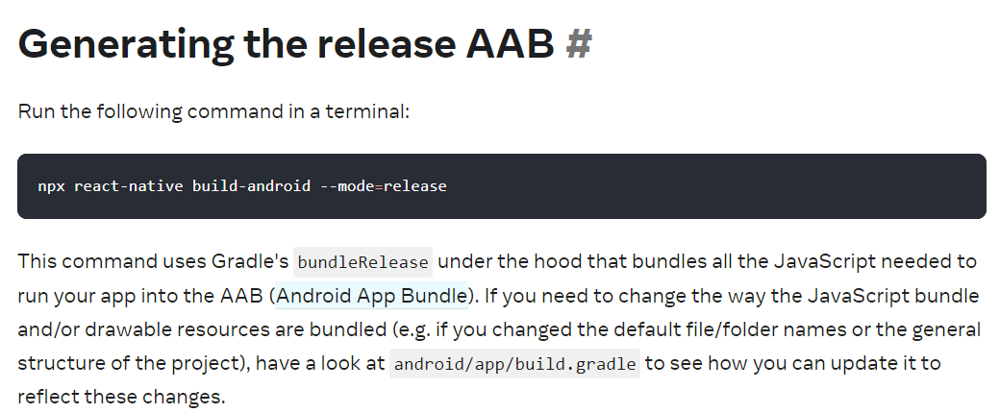 Generating the release AAB #
Run the following command in a terminal:
npx react-native build-android --mode=release
This command uses Gradle's bundleRelease under the hood that bundles all the JavaScript needed to
run your app into the AAB (Android App Bundle). If you need to change the way the JavaScript bundle
and/or drawable resources are bundled (e.g. if you changed the default file/folder names or the general
structure of the project), have a look at android/app/build.gradle to see how you can update it to
reflect these changes.